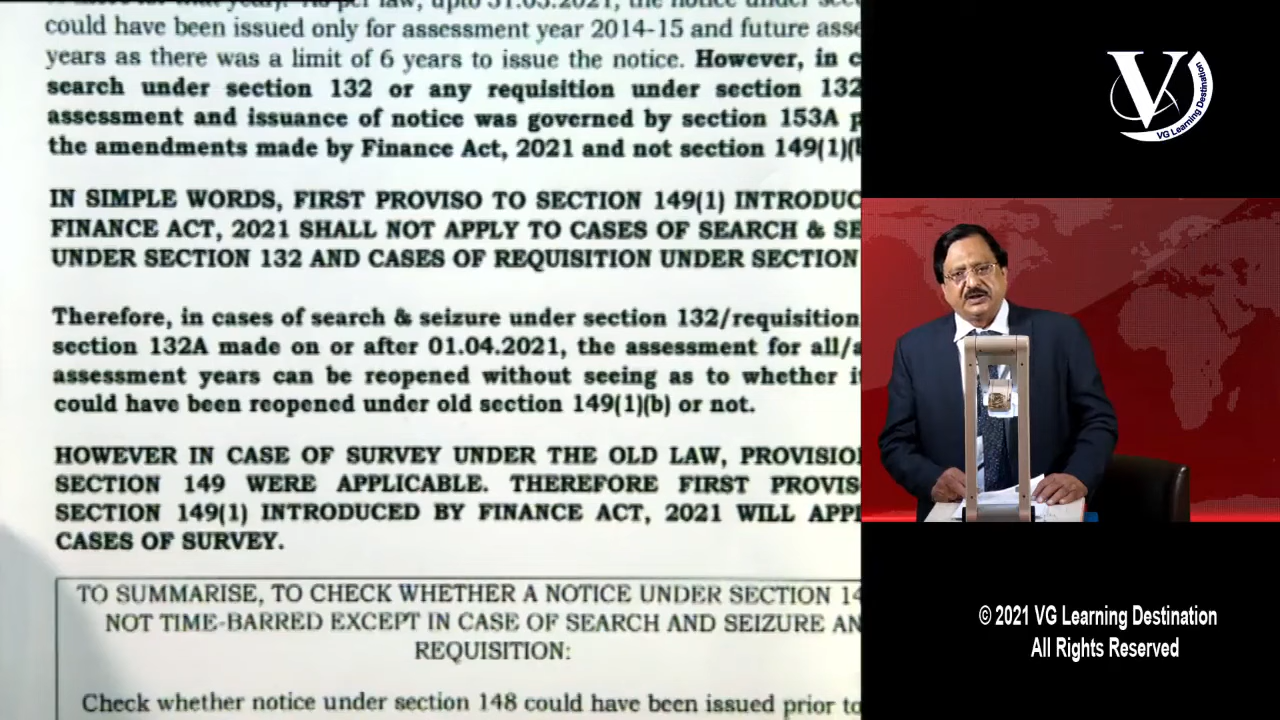 could have been issued only for assessment year 2014-15 and future asse
years as there was a limit of 6 years to issue the notice. However, in c
search under section 132 or any requisition under section 132
assessment and issuance of notice was governed by section 153A p
the amendments made by Finance Act, 2021 and not section 149(1)(b
IN SIMPLE WORDS, FIRST PROVISO TO SECTION 149(1) INTRODUC
FINANCE ACT, 2021 SHALL NOT APPLY TO CASES OF SEARCH & SE
UNDER SECTION 132 AND CASES OF REQUISITION UNDER SECTION
Therefore, in cases of search & seizure under section 132/requisition
section 132A made on or after 01.04.2021, the assessment for all/a
assessment years can be reopened without seeing as to whether i
could have been reopened under old section 149(1)(b) or not.
HOWEVER IN CASE OF SURVEY UNDER THE OLD LAW, PROVISIO
SECTION 149 WERE APPLICABLE. THEREFORE FIRST PROVIS
SECTION 149(1) INTRODUCED BY FINANCE ACT, 2021 WILL APP
CASES OF SURVEY.
TO SUMMARISE, TO CHECK WHETHER A NOTICE UNDER SECTION 14
NOT TIME-BARRED EXCEPT IN CASE OF SEARCH AND SEIZURE AN
REQUISITION:
Check whether notice under section 148 could have been issued prior to
V
VG Learning Destination
© 2021 VG Learning Destination
All Rights Reserved